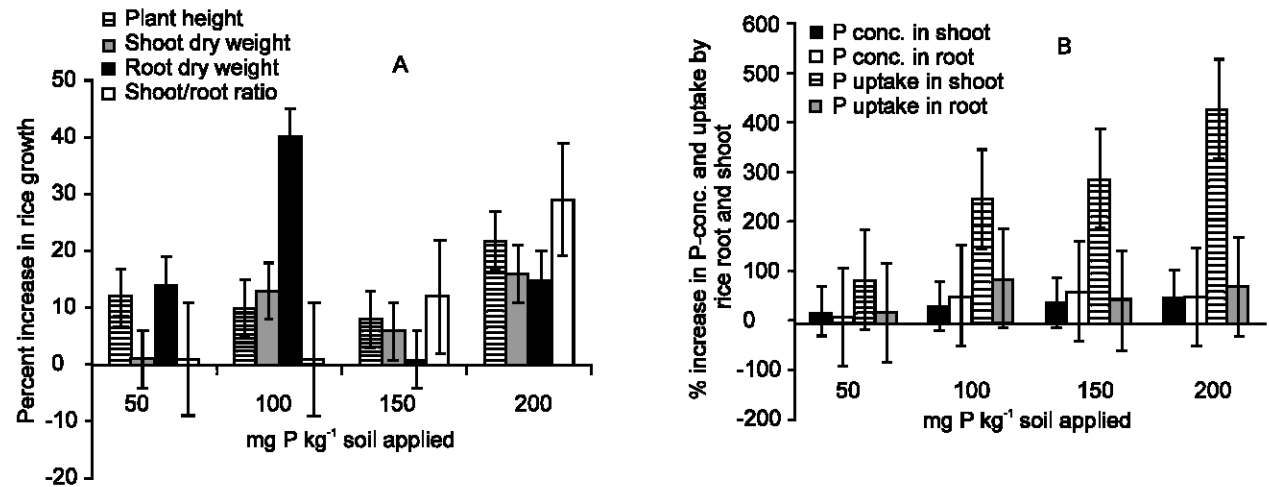 Plant height
Shoot dry weight
Root dry weight
Shoot/root ratio
A
Percent increase in rice growth
50
40
30
20
10
0
-10
-20
50 100 150 200
mg P kg⁻¹ soil applied
B
P conc. in shoot
P conc. in root
P uptake in shoot
P uptake in root
% increase in P-conc. and uptake by
rice root and shoot
600
500
400
300
200
100
0
-100
-200
50 100 150 200
mg P kg⁻¹ soil applied